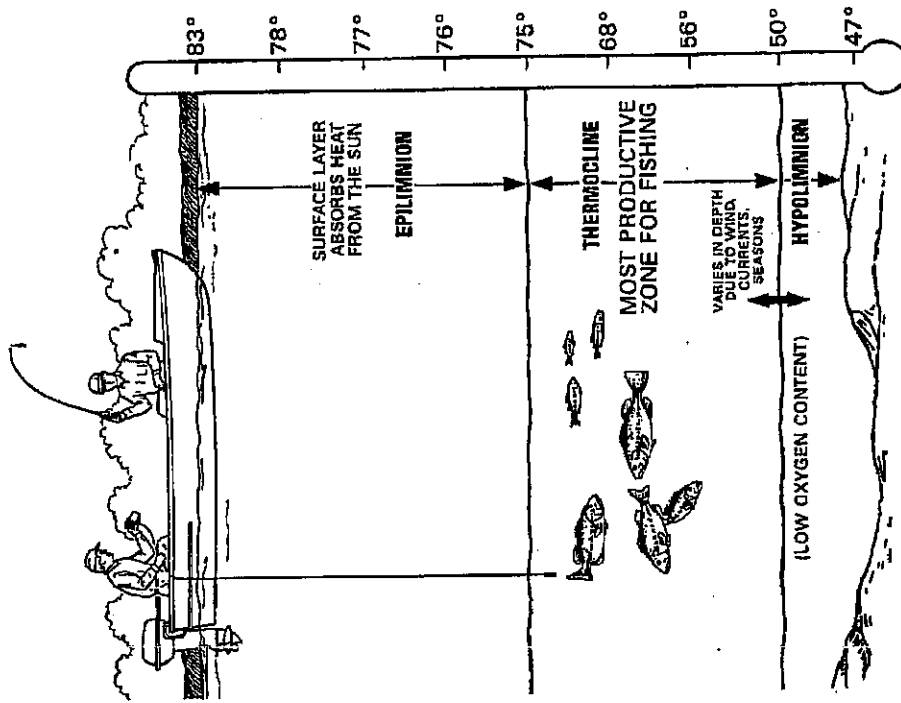 83°
78°
77°
76°
75°
68°
56°
50°
47°
SURFACE LAYER
ABSORBS HEAT
FROM THE SUN
EPILIMNION
THERMOCLINE
MOST PRODUCTIVE
ZONE FOR FISHING
VARIES IN DEPTH
DUE TO WIND,
CURRENTS,
SEASONS
HYPOLIMNION
(LOW OXYGEN CONTENT)